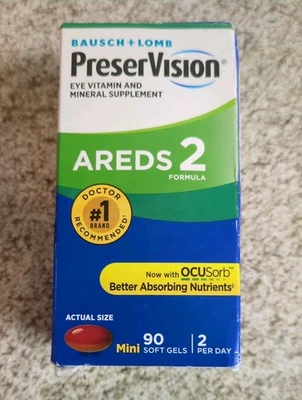 BAUSCH + LOMB
PreserVision®
EYE VITAMIN AND
MINERAL SUPPLEMENT
AREDS 2
FORMULA
DOCTOR
#1
BRAND
RECOMMENDED†
Now with OCUSorb™
Better Absorbing Nutrients‡
ACTUAL SIZE
Mini 90 SOFT GELS
2 PER DAY